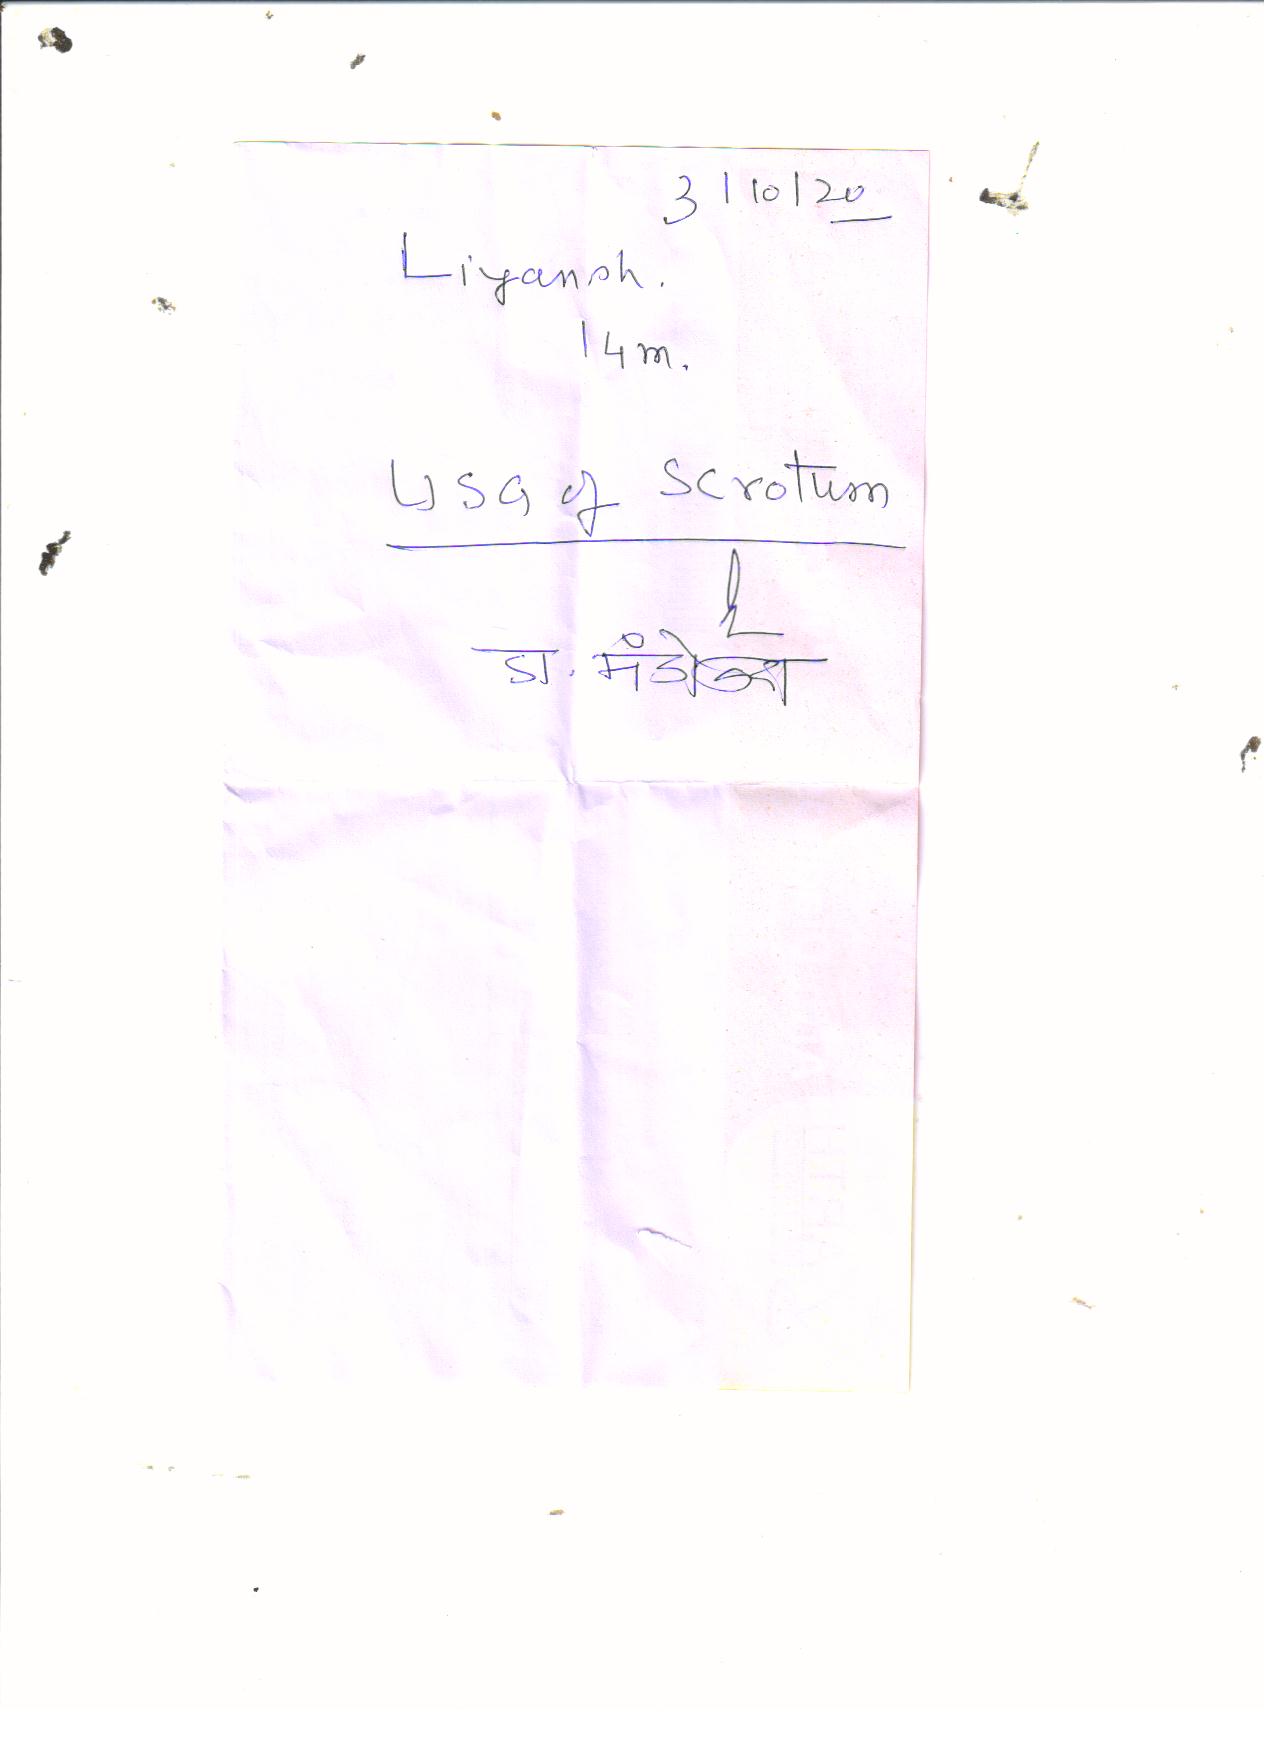 3/10/20
Liyansh.
14m.
USG of Scrotum
डा.